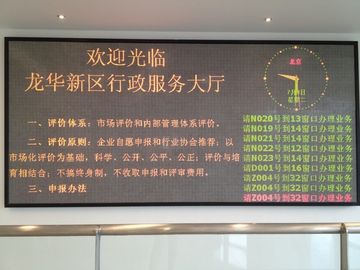 欢迎光临
龙华新区行政服务大厅
一、评价体系：市场评价和内部管理体系评价。
二、评价原则：企业自愿申报和行业协会推荐；以
市场化评价为基础，科学、公开、公平、公正；评价与培
育相结合；不搞终身制，不收取申报和评审费用。
三、申报办法
北京
星期二
请N020号到13窗口办理业务
请N019号到14窗口办理业务
请N021号到14窗口办理业务
请N022号到12窗口办理业务
请N023号到16窗口办理业务
请D001号到16窗口办理业务
请Z004号到32窗口办理业务
请Z004号到32窗口办理业务
请Z004号到32窗口办理业务